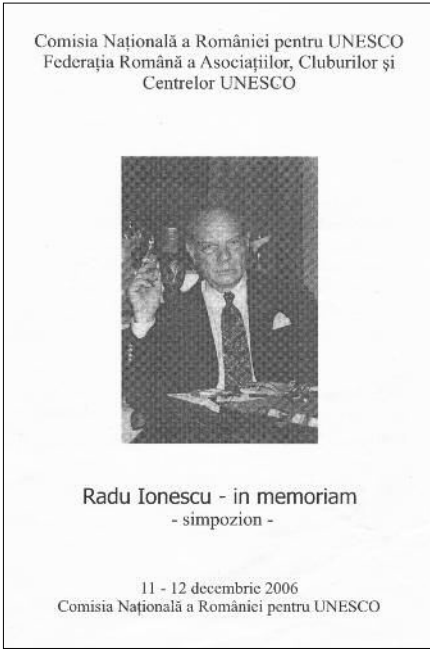 Comisia Națională a României pentru UNESCO
Federația Română a Asociațiilor, Cluburilor și
Centrelor UNESCO
Radu Ionescu - in memoriam
- simpozion -
11 - 12 decembrie 2006
Comisia Națională a României pentru UNESCO